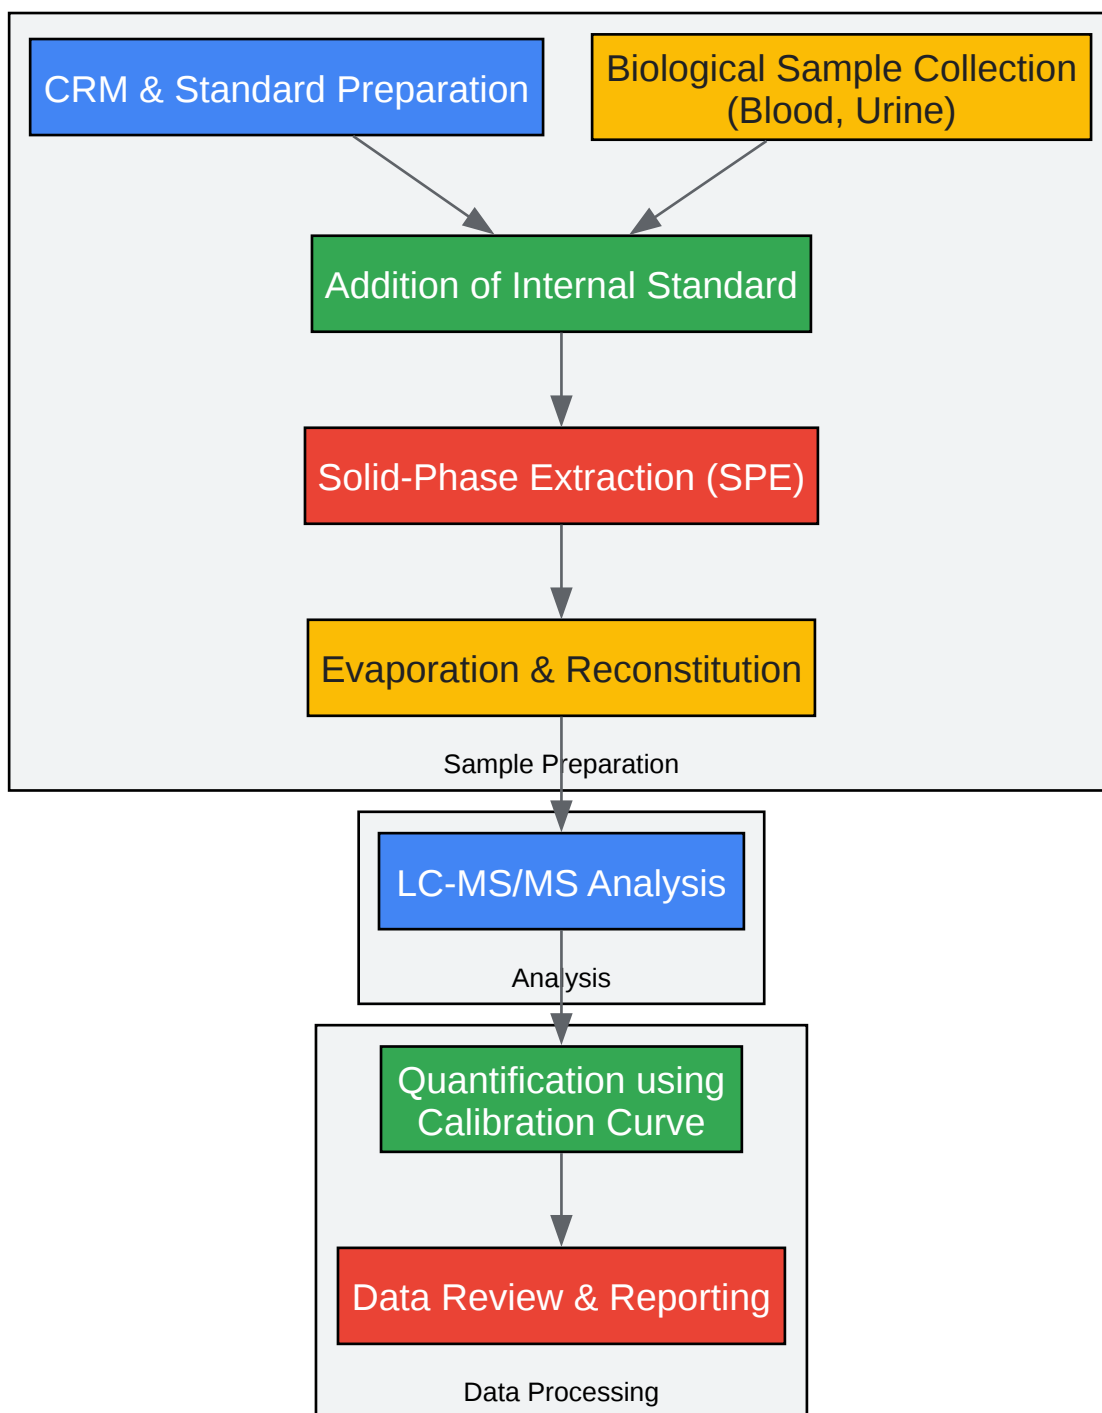 CRM & Standard Preparation
Biological Sample Collection
(Blood, Urine)
Addition of Internal Standard
Solid-Phase Extraction (SPE)
Evaporation & Reconstitution
Sample Preparation
LC-MS/MS Analysis
Analysis
Quantification using
Calibration Curve
Data Review & Reporting
Data Processing